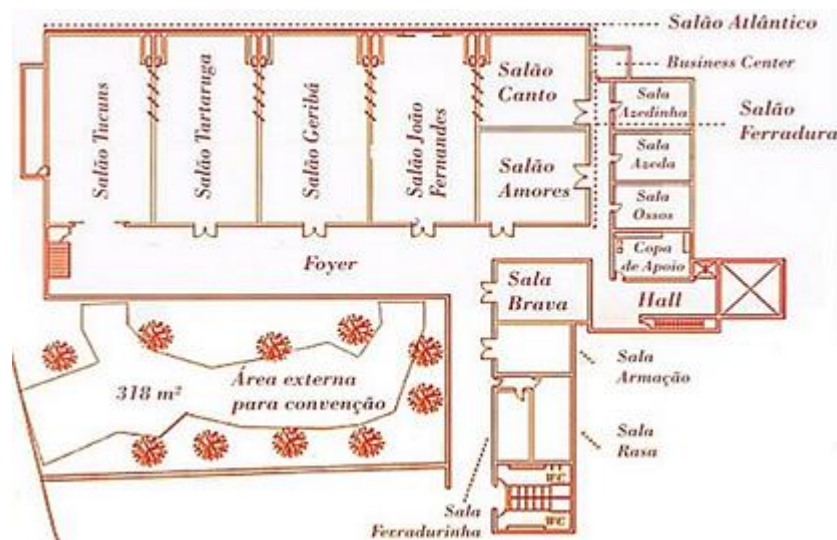 Salão Atlântico
Business Center
Salão
Ferradura
Salão Tucuns
Salão Tartaruga
Salão Geribá
Salão João
Fernandes
Salão
Canto
Salão
Amores
Sala
Azedinha
Sala
Azeda
Sala
Ossos
Copa
de Apoio
Foyer
Sala
Brava
Hall
318 m²
Área externa
para convenção
Sala
Armação
Sala
Rasa
Sala
Ferradurinha
WC
WC